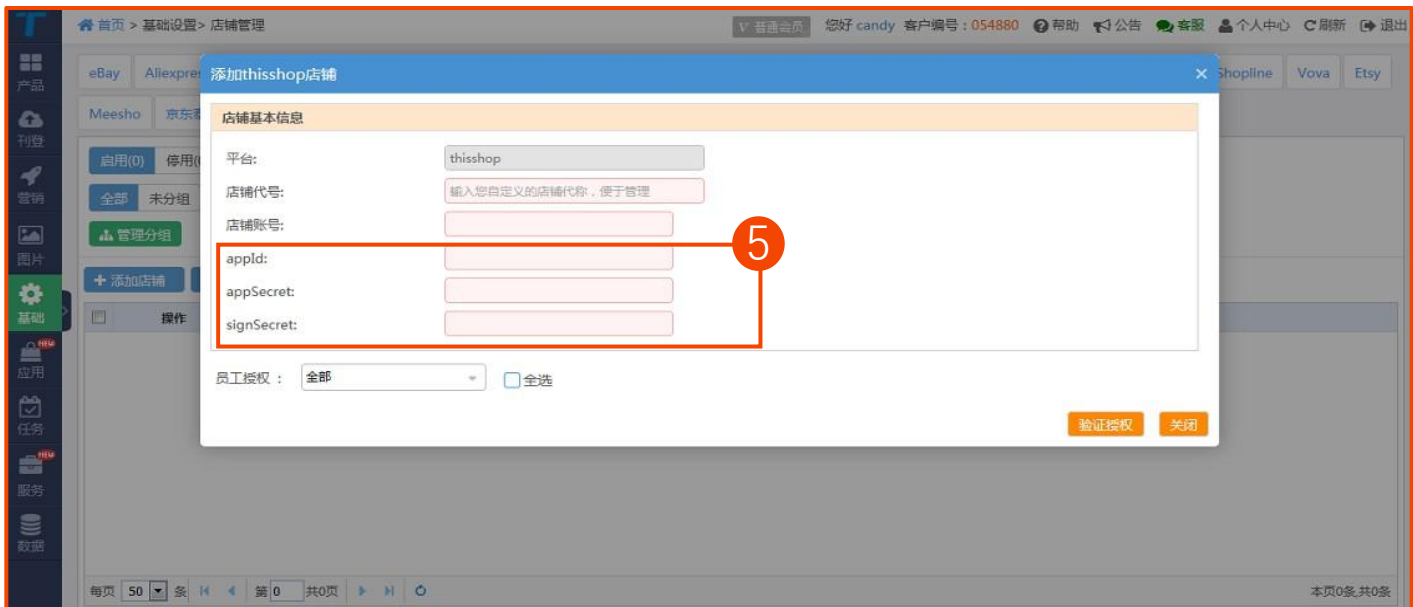 首页 > 基础设置> 店铺管理
V 普通会员 您好 candy 客户编号：054880 帮助 公告 客服 个人中心 刷新 退出
产品
刊登
营销
图片
基础
NEW
应用
任务
NEW
服务
数据
eBay Aliexpre Shopline Vova Etsy
Meesho
启用(0) 停用(
全部 未分组
管理分组
添加店铺
操作
添加thisshop店铺 ×
店铺基本信息
平台: thisshop
店铺代号: 输入您自定义的店铺代称，便于管理
店铺账号:
5
appId:
appSecret:
signSecret:
员工授权 ： 全部 全选
验证授权 关闭
每页 50 条 第 0 共0页
本页0条,共0条